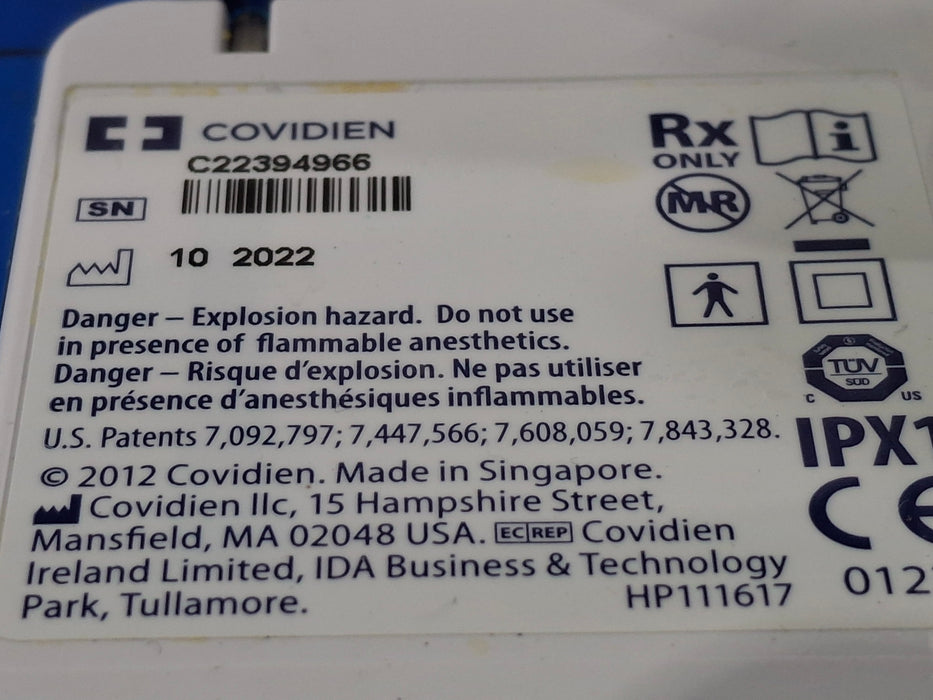 COVIDIEN
C22394966
SN
10 2022
Rx
ONLY
i
MR
Danger – Explosion hazard. Do not use
in presence of flammable anesthetics.
Danger – Risque d'explosion. Ne pas utiliser
en présence d'anesthésiques inflammables.
U.S. Patents 7,092,797; 7,447,566; 7,608,059; 7,843,328.
© 2012 Covidien. Made in Singapore.
Covidien llc, 15 Hampshire Street,
Mansfield, MA 02048 USA. EC REP Covidien
Ireland Limited, IDA Business & Technology
Park, Tullamore.
HP111617
TÜV
SÜD
C US
IPX1
CE
012